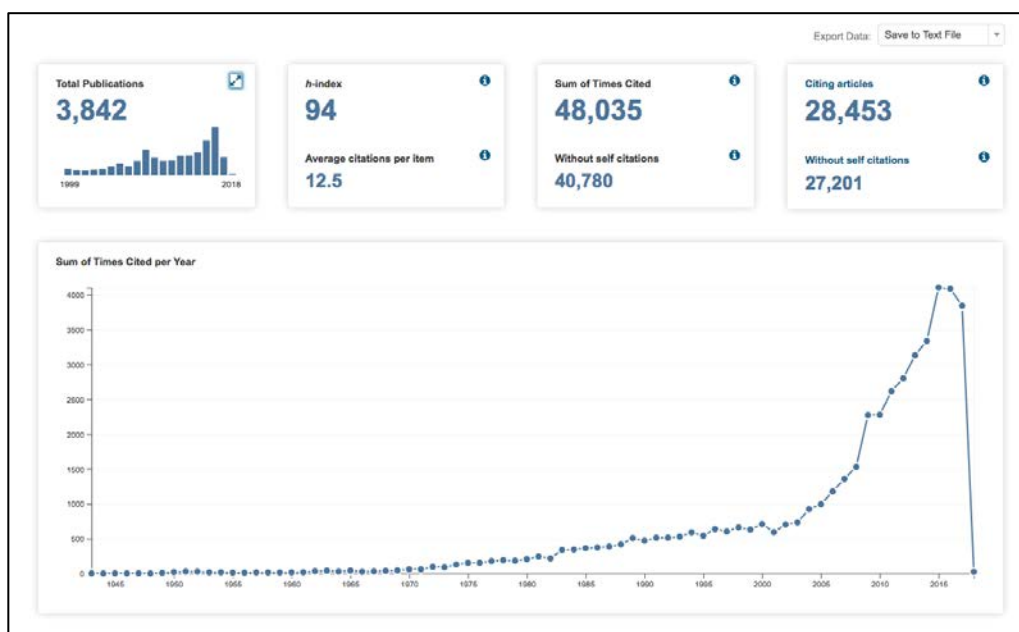 Export Data: Save to Text File
Total Publications
3,842
1999 2018
h-index
94
Average citations per item
12.5
Sum of Times Cited
48,035
Without self citations
40,780
Citing articles
28,453
Without self citations
27,201
Sum of Times Cited per Year
4000
3500
3000
2500
2000
1500
1000
500
0
1945 1950 1955 1960 1965 1970 1975 1980 1985 1990 1995 2000 2005 2010 2015